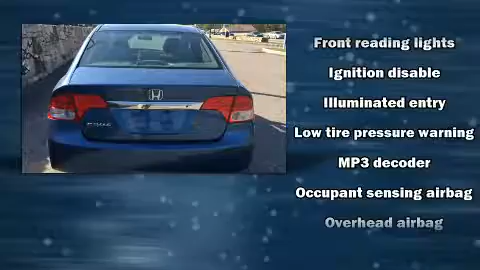 Front reading lights
Ignition disable
Illuminated entry
Low tire pressure warning
MP3 decoder
Occupant sensing airbag
Overhead airbag